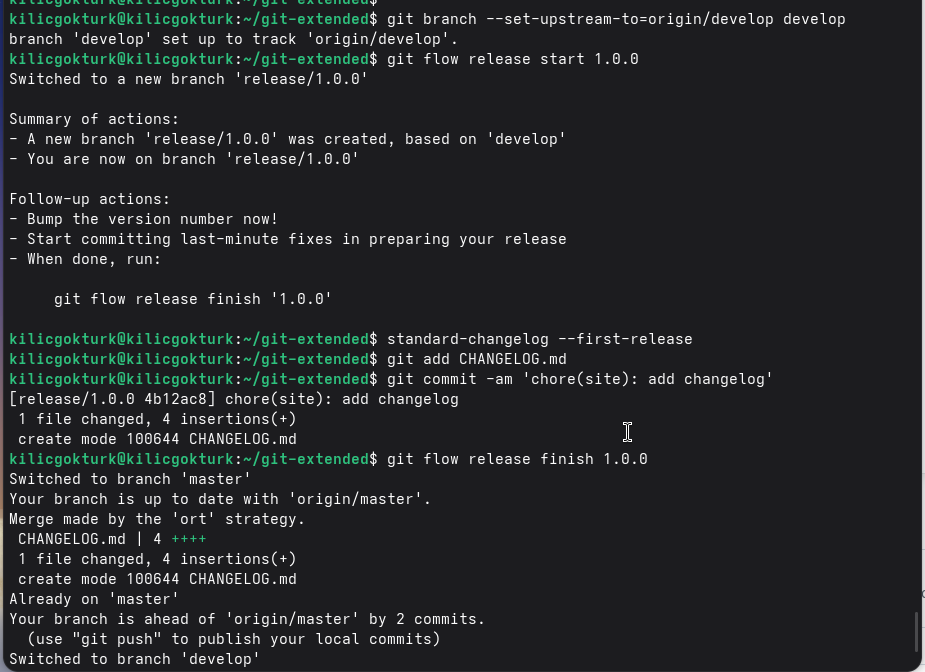 kilicgokturk@kilicgokturk:~/git-extended$
kilicgokturk@kilicgokturk:~/git-extended$ git branch --set-upstream-to=origin/develop develop
branch 'develop' set up to track 'origin/develop'.
kilicgokturk@kilicgokturk:~/git-extended$ git flow release start 1.0.0
Switched to a new branch 'release/1.0.0'

Summary of actions:
- A new branch 'release/1.0.0' was created, based on 'develop'
- You are now on branch 'release/1.0.0'

Follow-up actions:
- Bump the version number now!
- Start committing last-minute fixes in preparing your release
- When done, run:

     git flow release finish '1.0.0'

kilicgokturk@kilicgokturk:~/git-extended$ standard-changelog --first-release
kilicgokturk@kilicgokturk:~/git-extended$ git add CHANGELOG.md
kilicgokturk@kilicgokturk:~/git-extended$ git commit -am 'chore(site): add changelog'
[release/1.0.0 4b12ac8] chore(site): add changelog
 1 file changed, 4 insertions(+)
 create mode 100644 CHANGELOG.md
kilicgokturk@kilicgokturk:~/git-extended$ git flow release finish 1.0.0
Switched to branch 'master'
Your branch is up to date with 'origin/master'.
Merge made by the 'ort' strategy.
 CHANGELOG.md | 4 ++++
 1 file changed, 4 insertions(+)
 create mode 100644 CHANGELOG.md
Already on 'master'
Your branch is ahead of 'origin/master' by 2 commits.
  (use "git push" to publish your local commits)
Switched to branch 'develop'